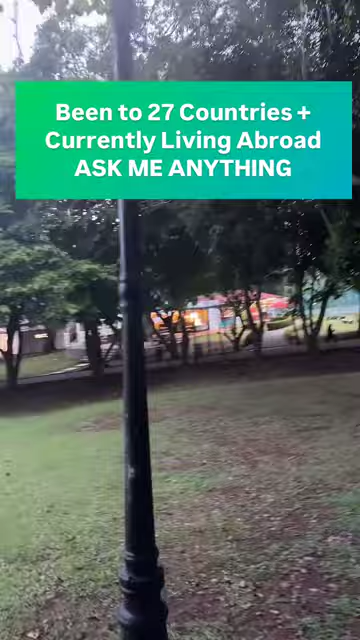 Been to 27 Countries +
Currently Living Abroad
ASK ME ANYTHING